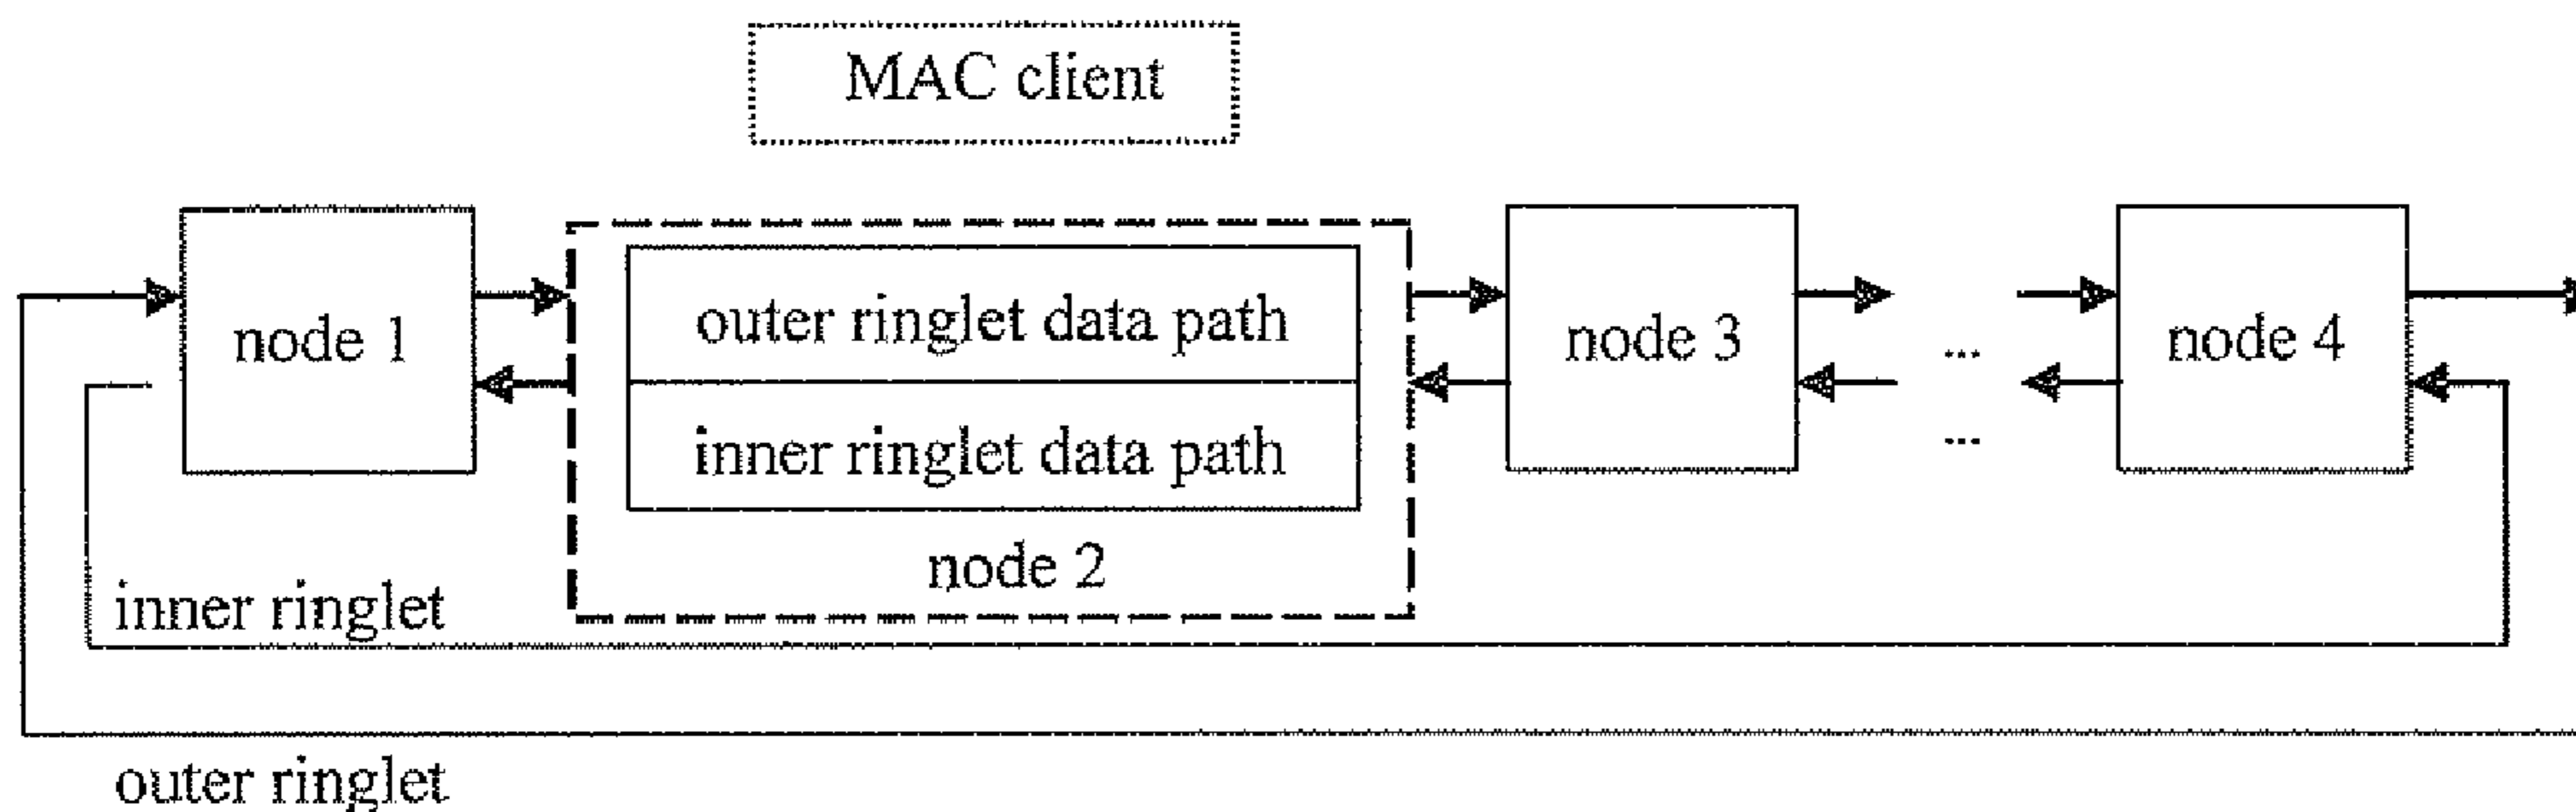 MAC client
node 1
outer ringlet data path
inner ringlet data path
node 2
node 3
...
...
node 4
inner ringlet
outer ringlet